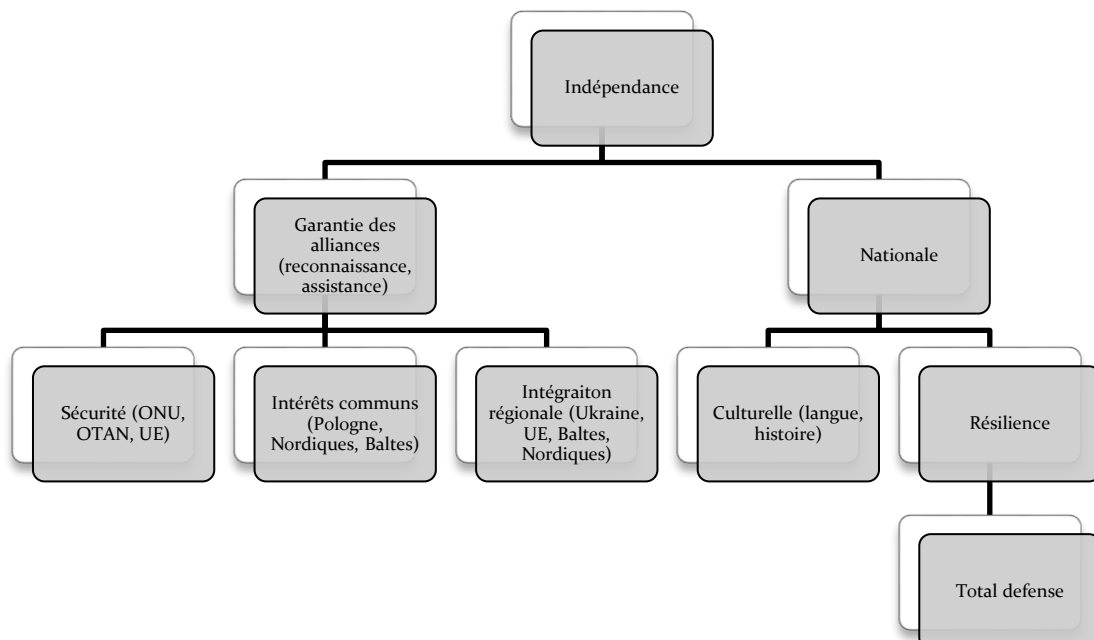 Indépendance
Garantie des
alliances
(reconnaissance,
assistance)
Nationale
Sécurité (ONU,
OTAN, UE)
Intérêts communs
(Pologne,
Nordiques, Baltes)
Intégraiton
régionale (Ukraine,
UE, Baltes,
Nordiques)
Culturelle (langue,
histoire)
Résilience
Total defense